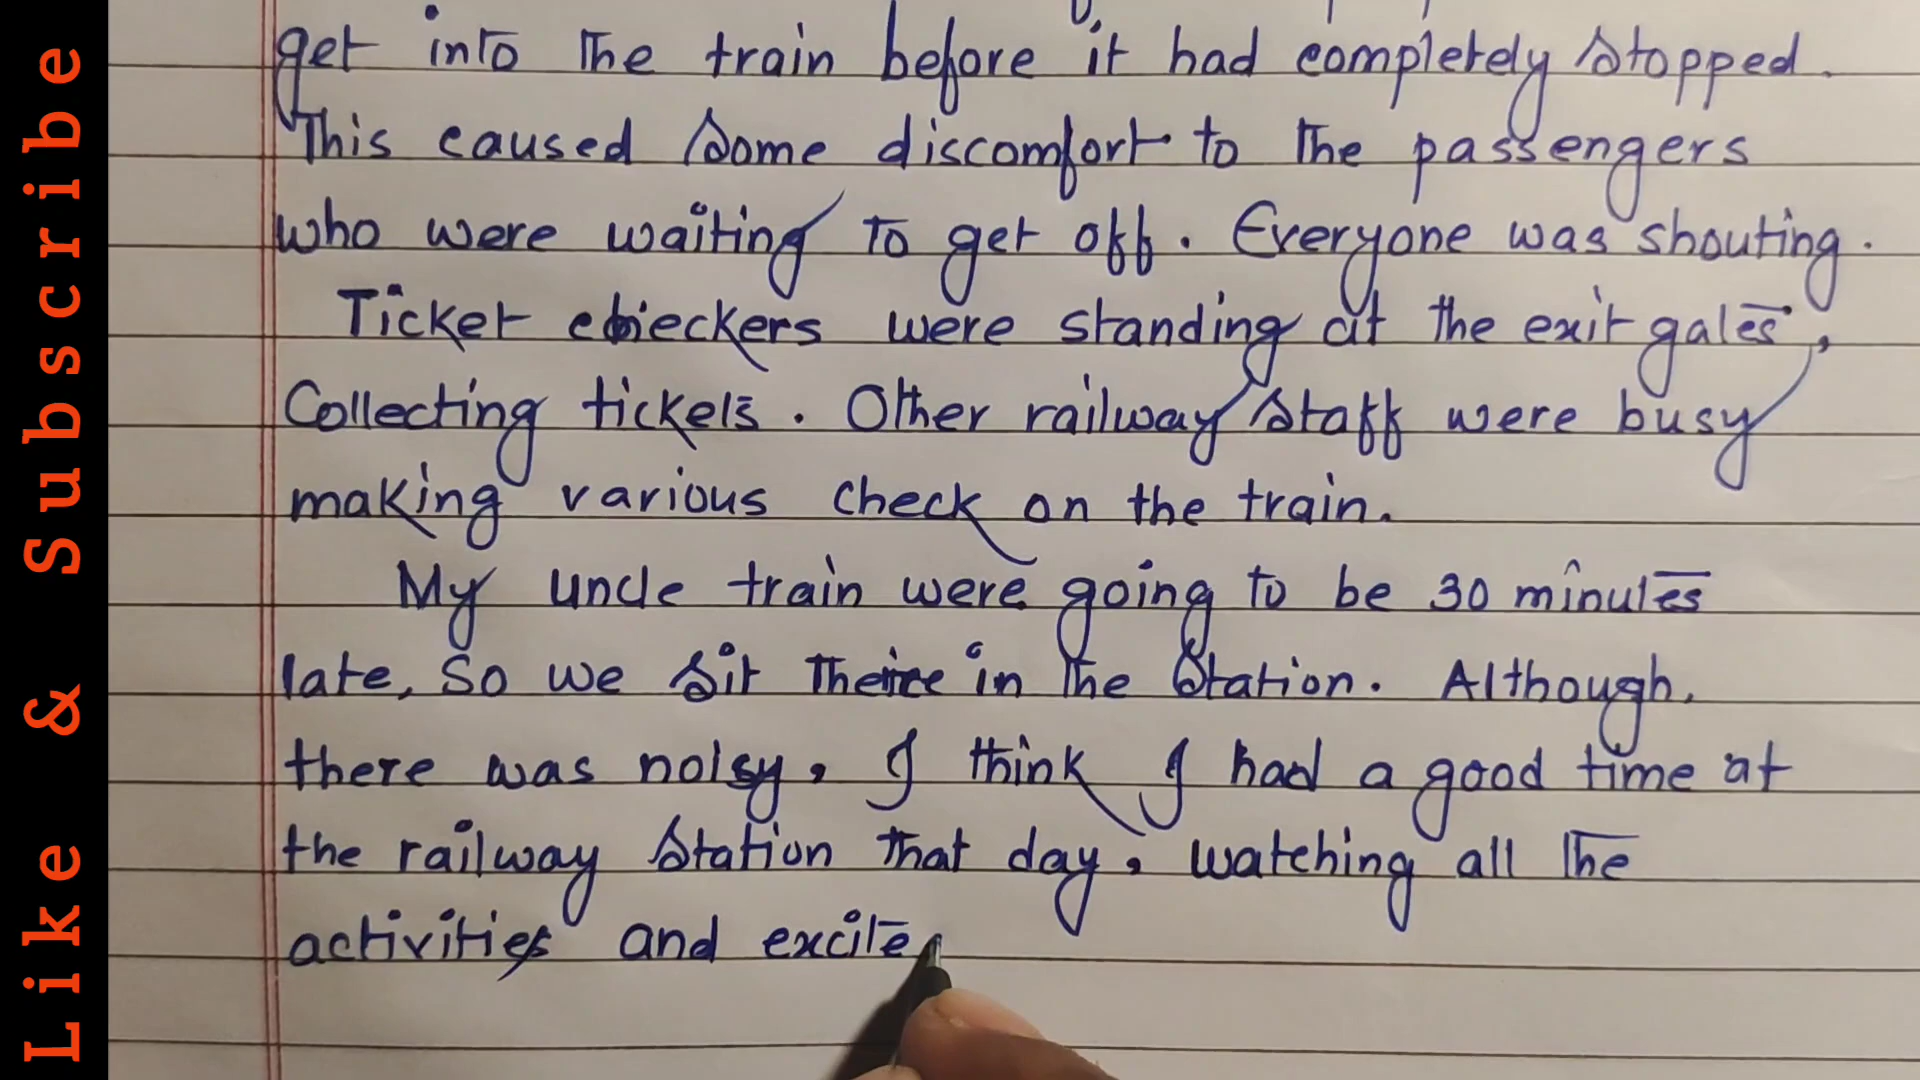 Like & Subscribe
get into the train before it had completely stopped.
This caused some discomfort to the passengers
who were waiting to get off. Everyone was shouting.
Ticket checkers were standing at the exit gates,
Collecting tickets. Other railway staff were busy
making various check on the train.
My uncle train were going to be 30 minutes
late, So we sit there in the station. Although,
there was noisy, I think I had a good time at
the railway station that day, watching all the
activities and excite